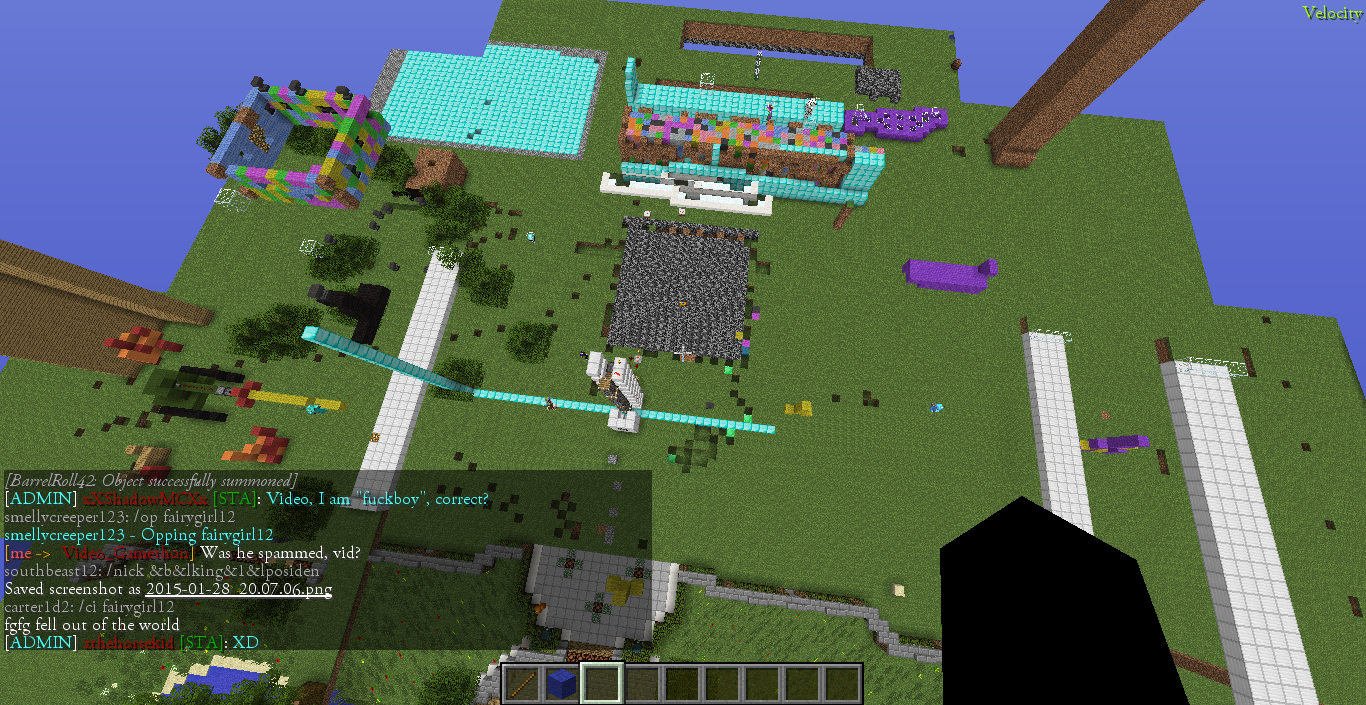 Velocity
[BarrelRoll42: Object successfully summoned]
[ADMIN] xXShadowMCXx [STA]: Video, I am "fuckboy", correct?
smellycreeper123: /op fairygirl12
smellycreeper123 - Opping fairygirl12
[me -> Video_Game] Was he spammed, vid?
southbeast12: /nick &b&lking&1&lposiden
Saved screenshot as 2015-01-28_20.07.06.png
carter1d2: /ci fairygirl12
fgfg fell out of the world
[ADMIN] [STA]: XD